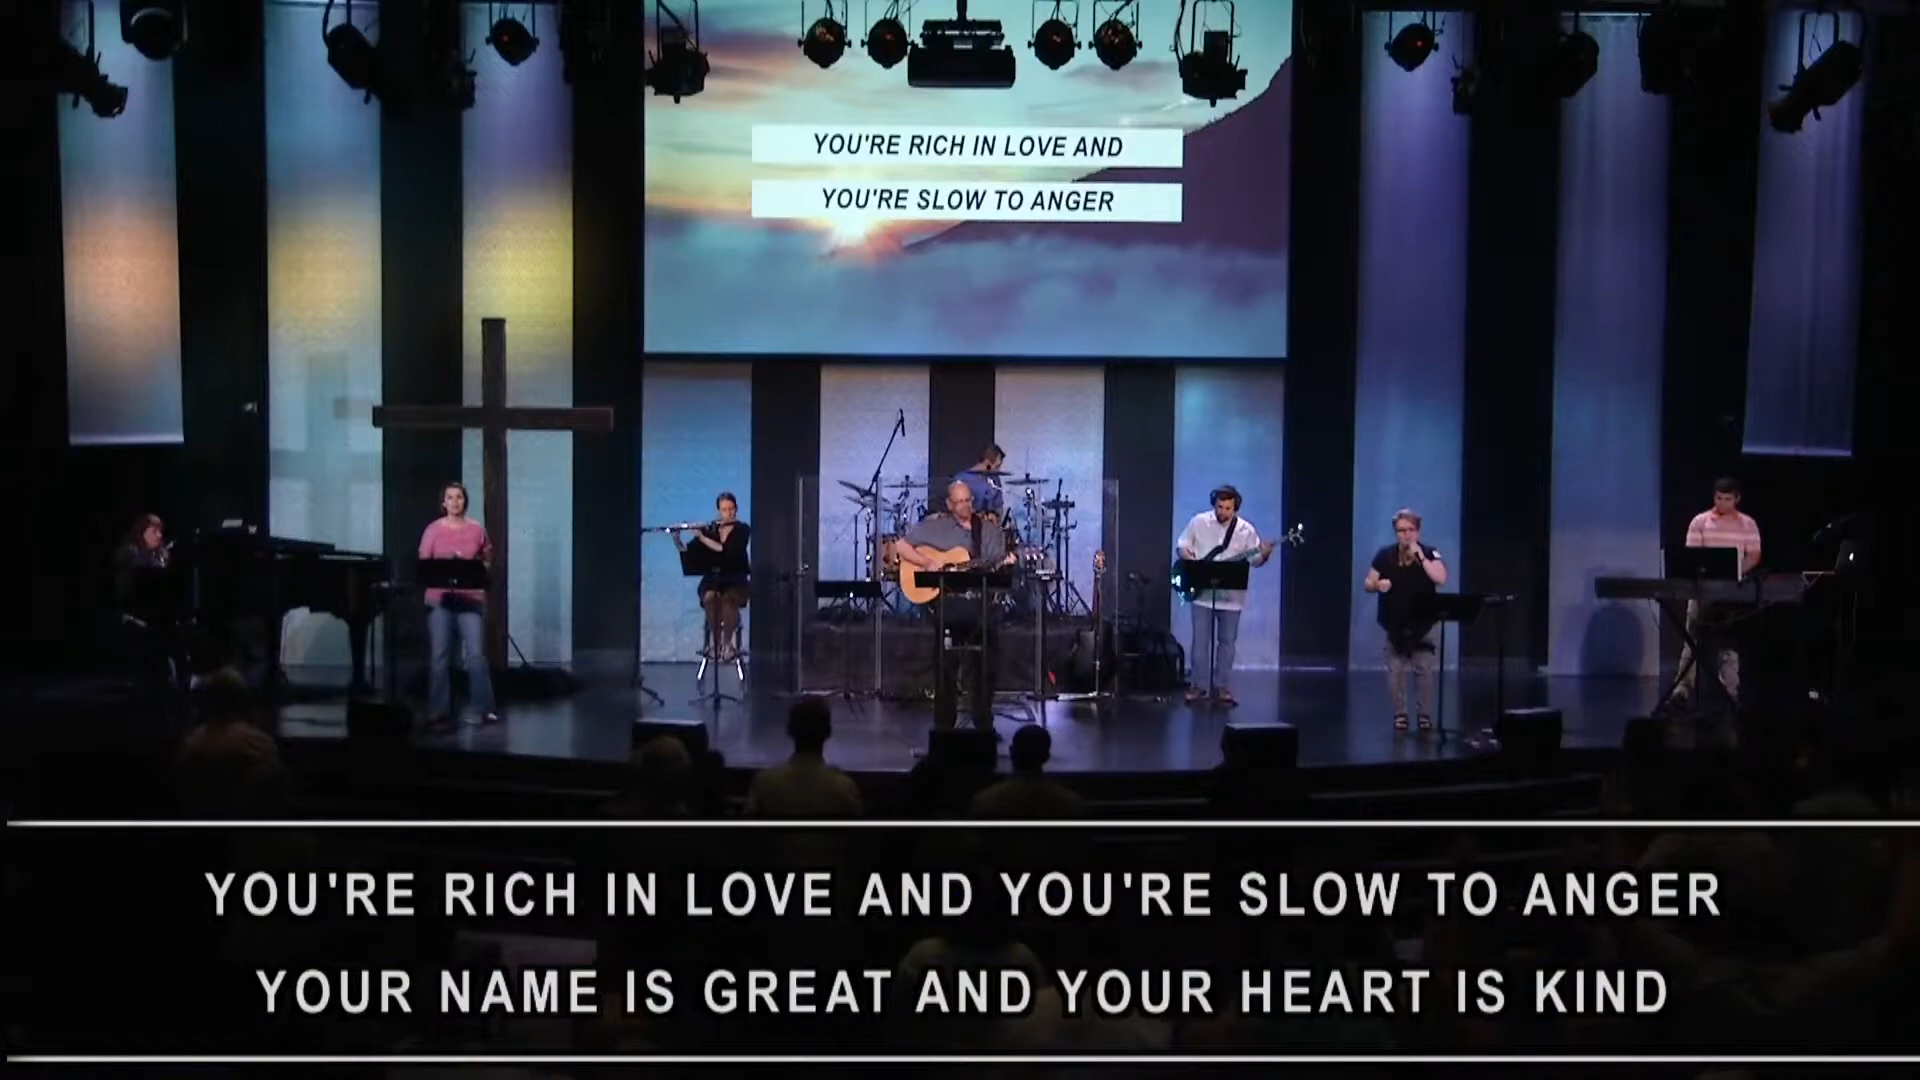 YOU'RE RICH IN LOVE AND
YOU'RE SLOW TO ANGER
YOU'RE RICH IN LOVE AND YOU'RE SLOW TO ANGER
YOUR NAME IS GREAT AND YOUR HEART IS KIND